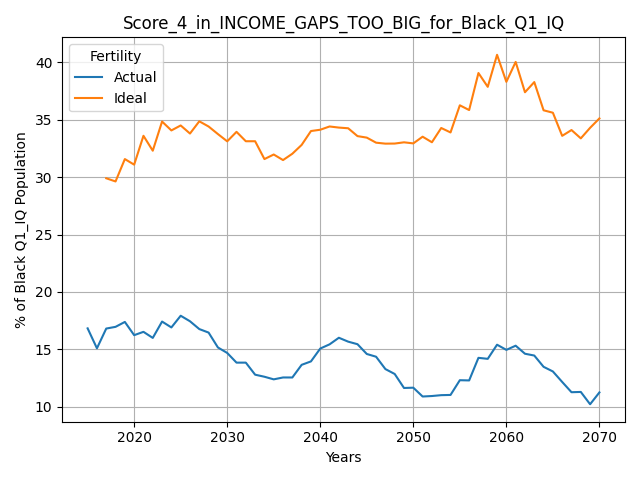 Score_4_in_INCOME_GAPS_TOO_BIG_for_Black_Q1_IQ
Fertility
Actual
Ideal
% of Black Q1_IQ Population
40
35
30
25
20
15
10
2020 2030 2040 2050 2060 2070
Years